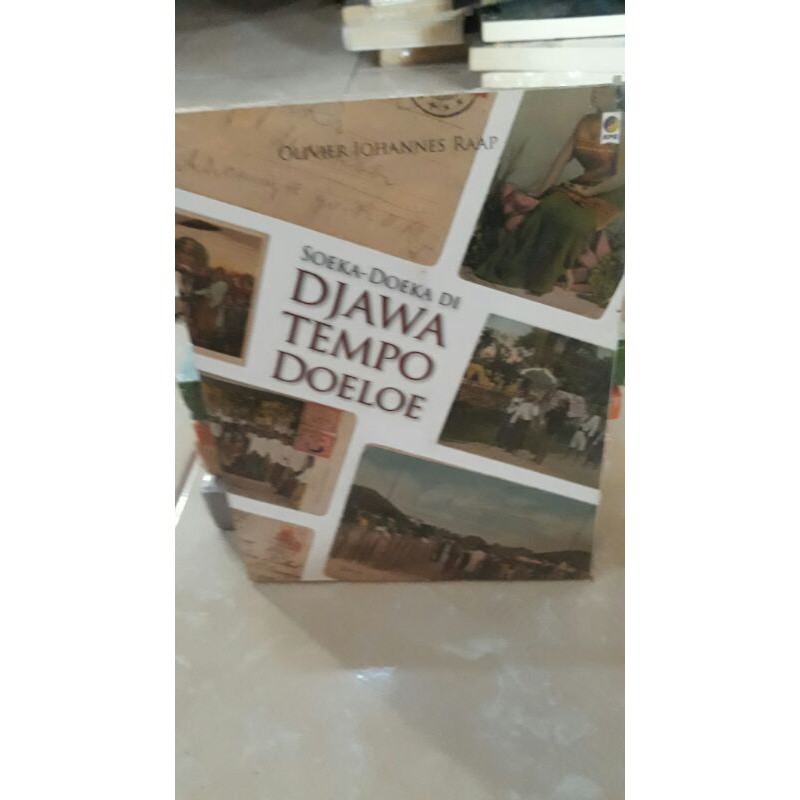 OLIVIER JOHANNES RAAP
SOEKA-DOEKA DI
DJAWA
TEMPO
DOELOE